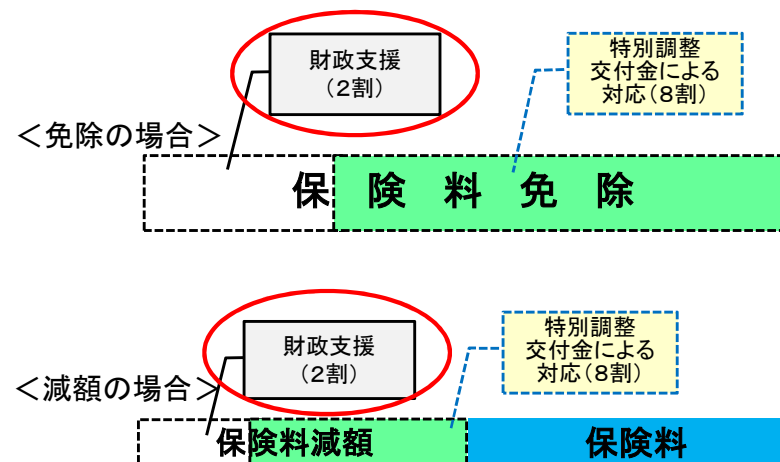 財政支援
（2割）
特別調整
交付金による
対応（8割）
＜免除の場合＞
保険料免除
財政支援
（2割）
特別調整
交付金による
対応（8割）
＜減額の場合＞
保険料減額
保険料